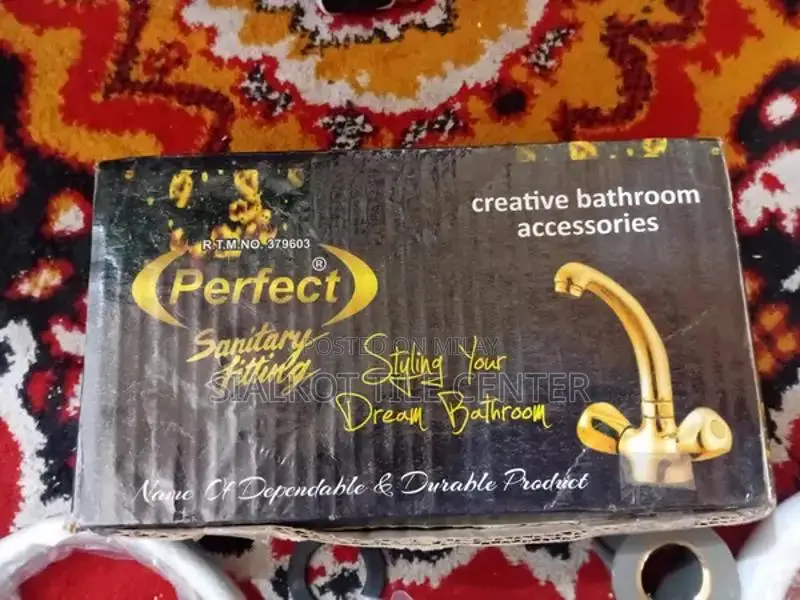 creative bathroom
accessories
R.T.M.NO. 379603
Perfect®
Sanitary
fitting
POSTED ON MIJAY
Styling Your
SIALKOT TILE CENTER
Dream Bathroom
Name Of Dependable & Durable Product